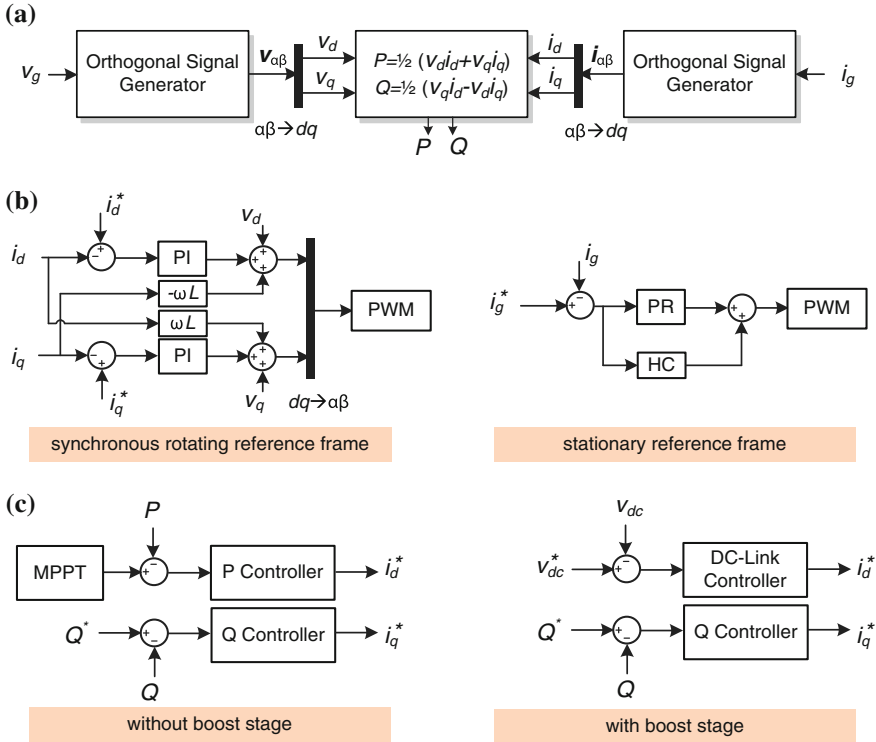 (a)
v_g
Orthogonal Signal
Generator
v_αβ
αβ→dq
v_d
v_q
P=½ (v_d i_d+v_q i_q)
Q=½ (v_q i_d-v_d i_q)
P
Q
i_d
i_q
i_αβ
αβ→dq
Orthogonal Signal
Generator
i_g
(b)
i_d^*
i_d
- +
PI
v_d
+ + +
-ωL
ωL
i_q
- +
PI
+ + +
i_q^*
v_q
dq→αβ
PWM
synchronous rotating reference frame
i_g
i_g^*
+ -
PR
HC
+ +
PWM
stationary reference frame
(c)
P
MPPT
+ -
P Controller
i_d^*
Q^*
+ -
Q Controller
i_q^*
Q
without boost stage
v_dc
v_dc^*
+ -
DC-Link
Controller
i_d^*
Q^*
+ -
Q Controller
i_q^*
Q
with boost stage